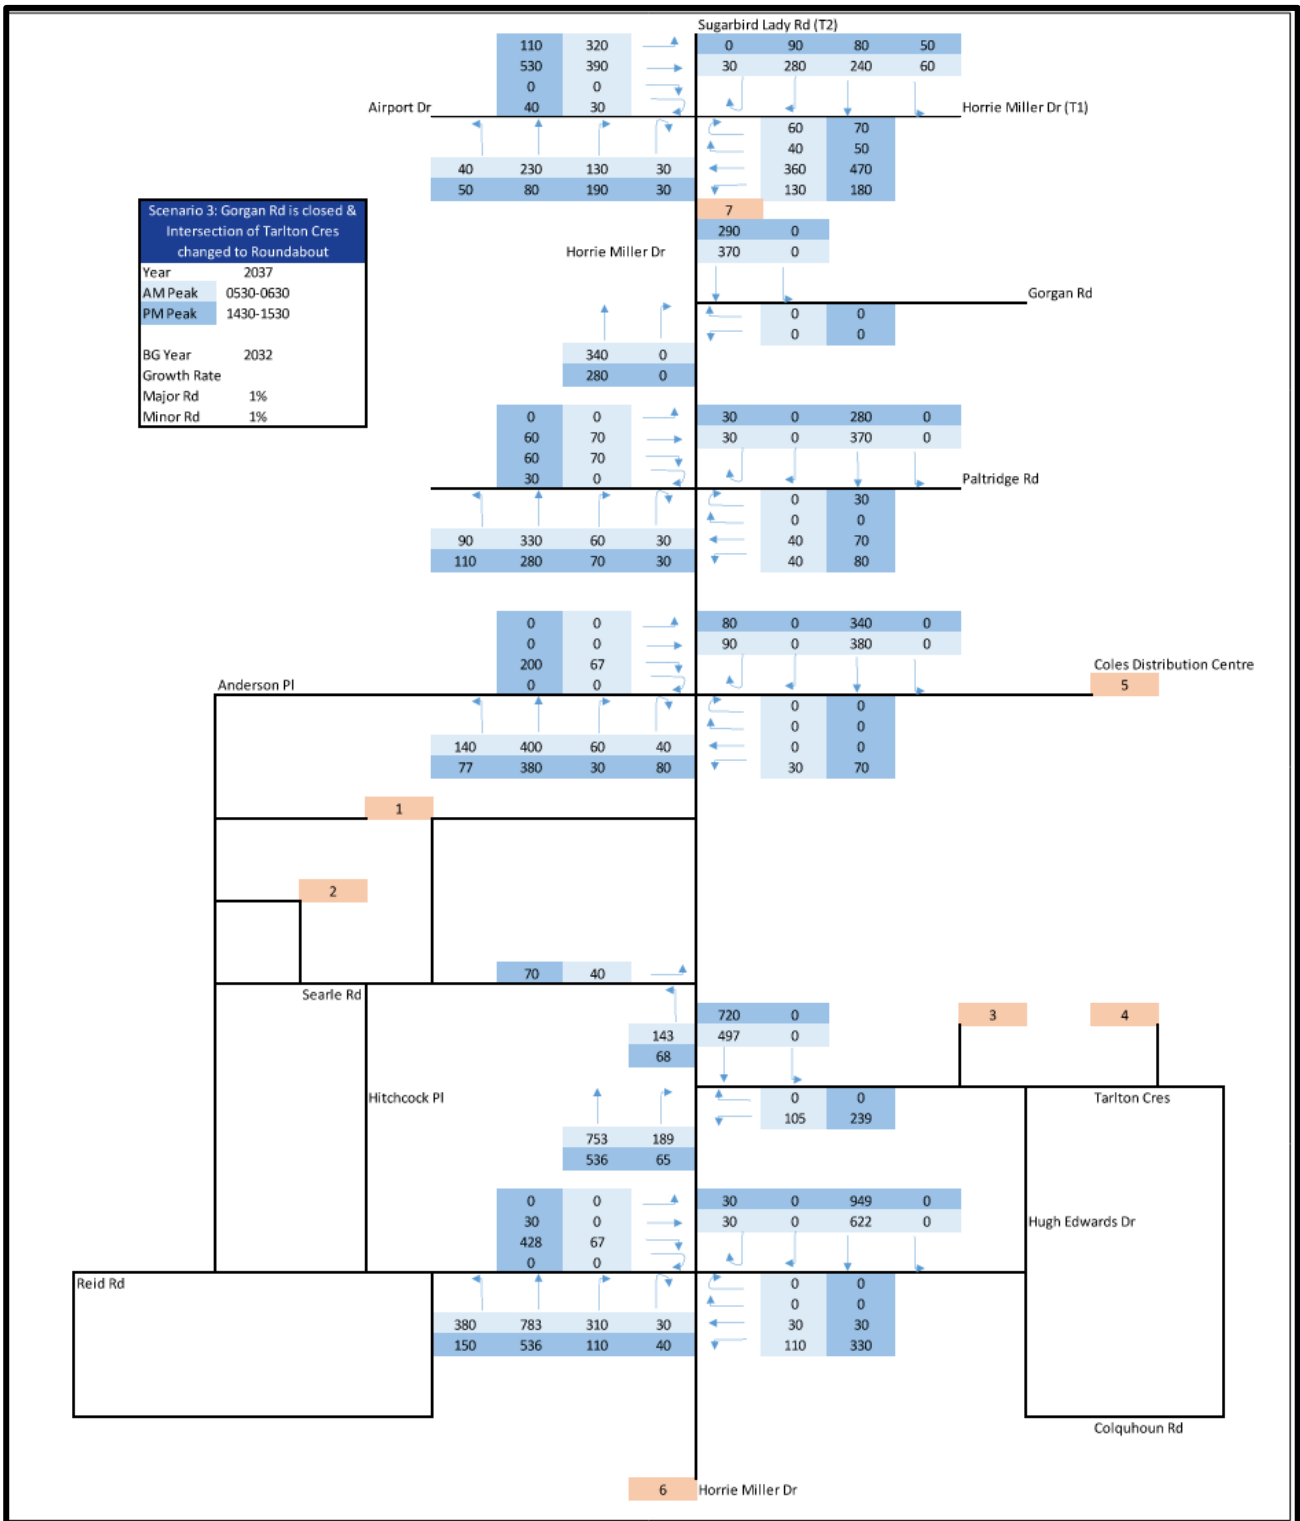 Sugarbird Lady Rd (T2)
110 320 0 90 80 50
530 390 30 280 240 60
0 0
40 30
Airport Dr Horrie Miller Dr (T1)
60 70
40 50
40 230 130 30 360 470
50 80 190 30 130 180
Scenario 3: Gorgan Rd is closed &
Intersection of Tarlton Cres
changed to Roundabout
Year 2037
AM Peak 0530-0630
PM Peak 1430-1530
BG Year 2032
Growth Rate
Major Rd 1%
Minor Rd 1%
7
290 0
Horrie Miller Dr 370 0
Gorgan Rd
0 0
0 0
340 0
280 0
0 0 30 0 280 0
60 70 30 0 370 0
60 70
30 0
Paltridge Rd
0 30
0 0
90 330 60 30 40 70
110 280 70 30 40 80
0 0 80 0 340 0
0 0 90 0 380 0
200 67
0 0
Coles Distribution Centre
Anderson Pl 5
0 0
0 0
140 400 60 40 0 0
77 380 30 80 30 70
1
2
70 40
Searle Rd
720 0 3 4
143 497 0
68
Hitchcock Pl 0 0 Tarlton Cres
105 239
753 189
536 65
0 0 30 0 949 0
30 0 30 0 622 0 Hugh Edwards Dr
428 67
0 0
Reid Rd 0 0
0 0
380 783 310 30 30 30
150 536 110 40 110 330
Colquhoun Rd
6 Horrie Miller Dr